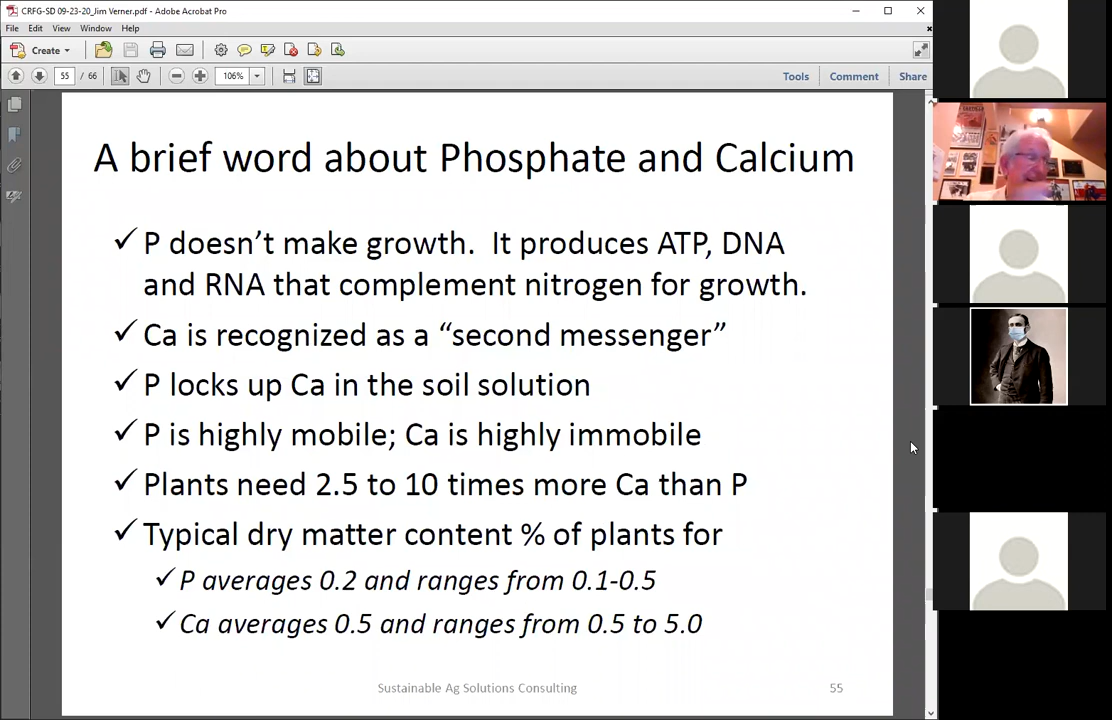 CRFG-SD 09-23-20_Jim Verner.pdf - Adobe Acrobat Pro
File Edit View Window Help
Create
55 / 66 106% Tools Comment Share
A brief word about Phosphate and Calcium
✓ P doesn’t make growth. It produces ATP, DNA
and RNA that complement nitrogen for growth.
✓ Ca is recognized as a “second messenger”
✓ P locks up Ca in the soil solution
✓ P is highly mobile; Ca is highly immobile
✓ Plants need 2.5 to 10 times more Ca than P
✓ Typical dry matter content % of plants for
✓ P averages 0.2 and ranges from 0.1-0.5
✓ Ca averages 0.5 and ranges from 0.5 to 5.0
Sustainable Ag Solutions Consulting 55